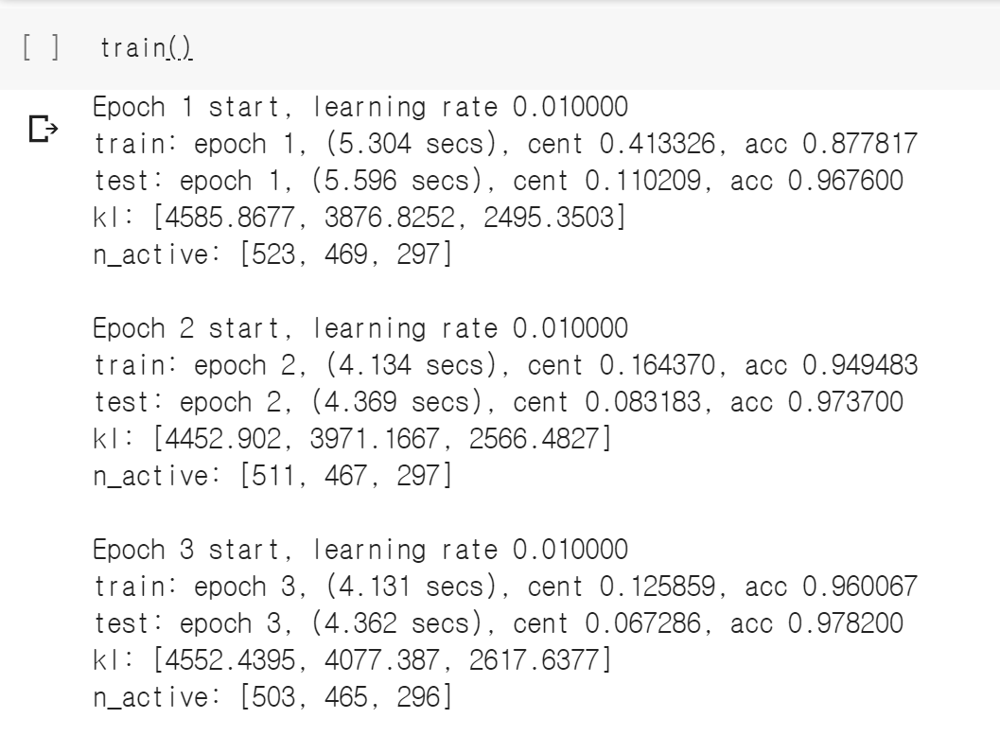 [ ] train()
Epoch 1 start, learning rate 0.010000
train: epoch 1, (5.304 secs), cent 0.413326, acc 0.877817
test: epoch 1, (5.596 secs), cent 0.110209, acc 0.967600
kl: [4585.8677, 3876.8252, 2495.3503]
n_active: [523, 469, 297]
Epoch 2 start, learning rate 0.010000
train: epoch 2, (4.134 secs), cent 0.164370, acc 0.949483
test: epoch 2, (4.369 secs), cent 0.083183, acc 0.973700
kl: [4452.902, 3971.1667, 2566.4827]
n_active: [511, 467, 297]
Epoch 3 start, learning rate 0.010000
train: epoch 3, (4.131 secs), cent 0.125859, acc 0.960067
test: epoch 3, (4.362 secs), cent 0.067286, acc 0.978200
kl: [4552.4395, 4077.387, 2617.6377]
n_active: [503, 465, 296]